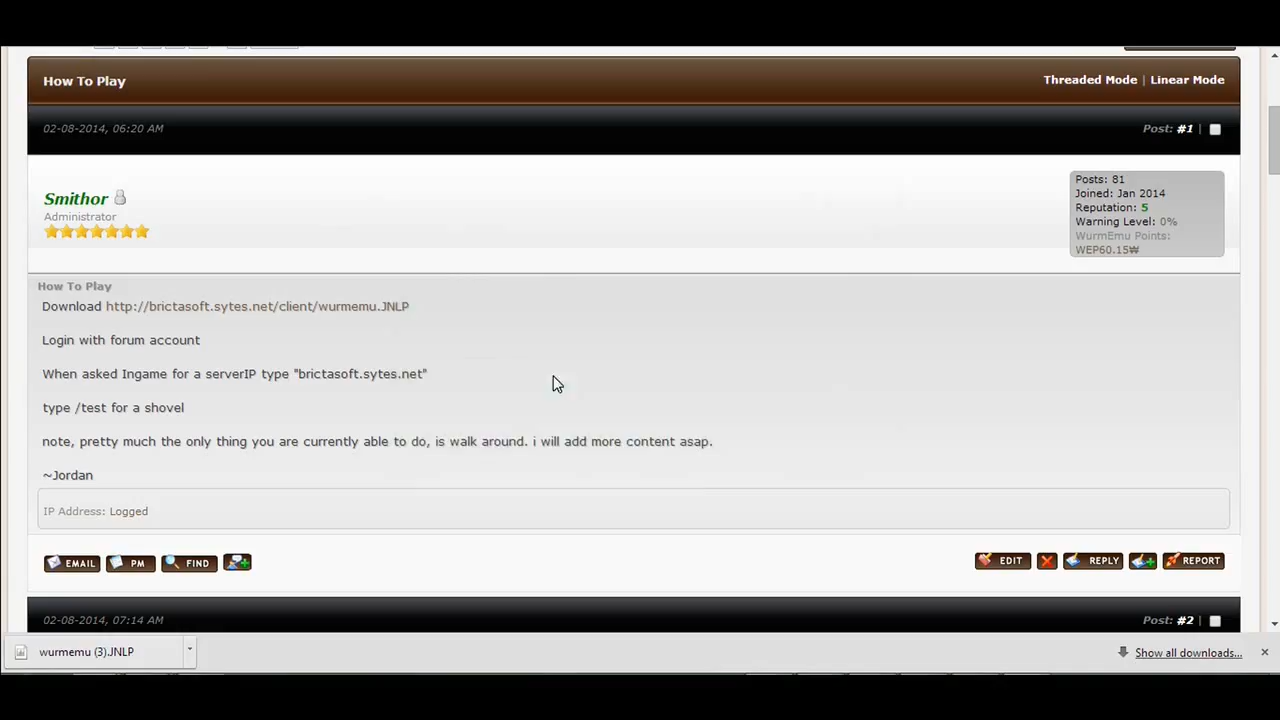 How To Play
Threaded Mode | Linear Mode
02-08-2014, 06:20 AM
Post: #1 |
Smithor
Administrator
Posts: 81
Joined: Jan 2014
Reputation: 5
Warning Level: 0%
WurmEmu Points:
WEP60.15₩
How To Play
Download http://brictasoft.sytes.net/client/wurmemu.JNLP
Login with forum account
When asked Ingame for a serverIP type "brictasoft.sytes.net"
type /test for a shovel
note, pretty much the only thing you are currently able to do, is walk around. i will add more content asap.
~Jordan
IP Address: Logged
EMAIL PM FIND
EDIT REPLY REPORT
02-08-2014, 07:14 AM
Post: #2 |
wurmemu (3).JNLP
Show all downloads...